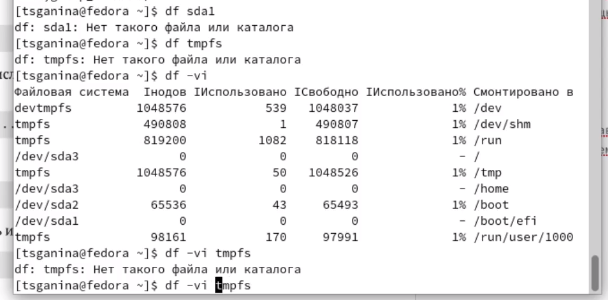 [tsganina@fedora ~]$ df sda1
df: sda1: Нет такого файла или каталога
[tsganina@fedora ~]$ df tmpfs
df: tmpfs: Нет такого файла или каталога
[tsganina@fedora ~]$ df -vi
Файловая система Iнодов IИспользовано IСвободно IИспользовано% Смонтировано в
devtmpfs 1048576 539 1048037 1% /dev
tmpfs 490808 1 490807 1% /dev/shm
tmpfs 819200 1082 818118 1% /run
/dev/sda3 0 0 0 - /
tmpfs 1048576 50 1048526 1% /tmp
/dev/sda3 0 0 0 - /home
/dev/sda2 65536 43 65493 1% /boot
/dev/sda1 0 0 0 - /boot/efi
tmpfs 98161 170 97991 1% /run/user/1000
[tsganina@fedora ~]$ df -vi tmpfs
df: tmpfs: Нет такого файла или каталога
[tsganina@fedora ~]$ df -vi tmpfs